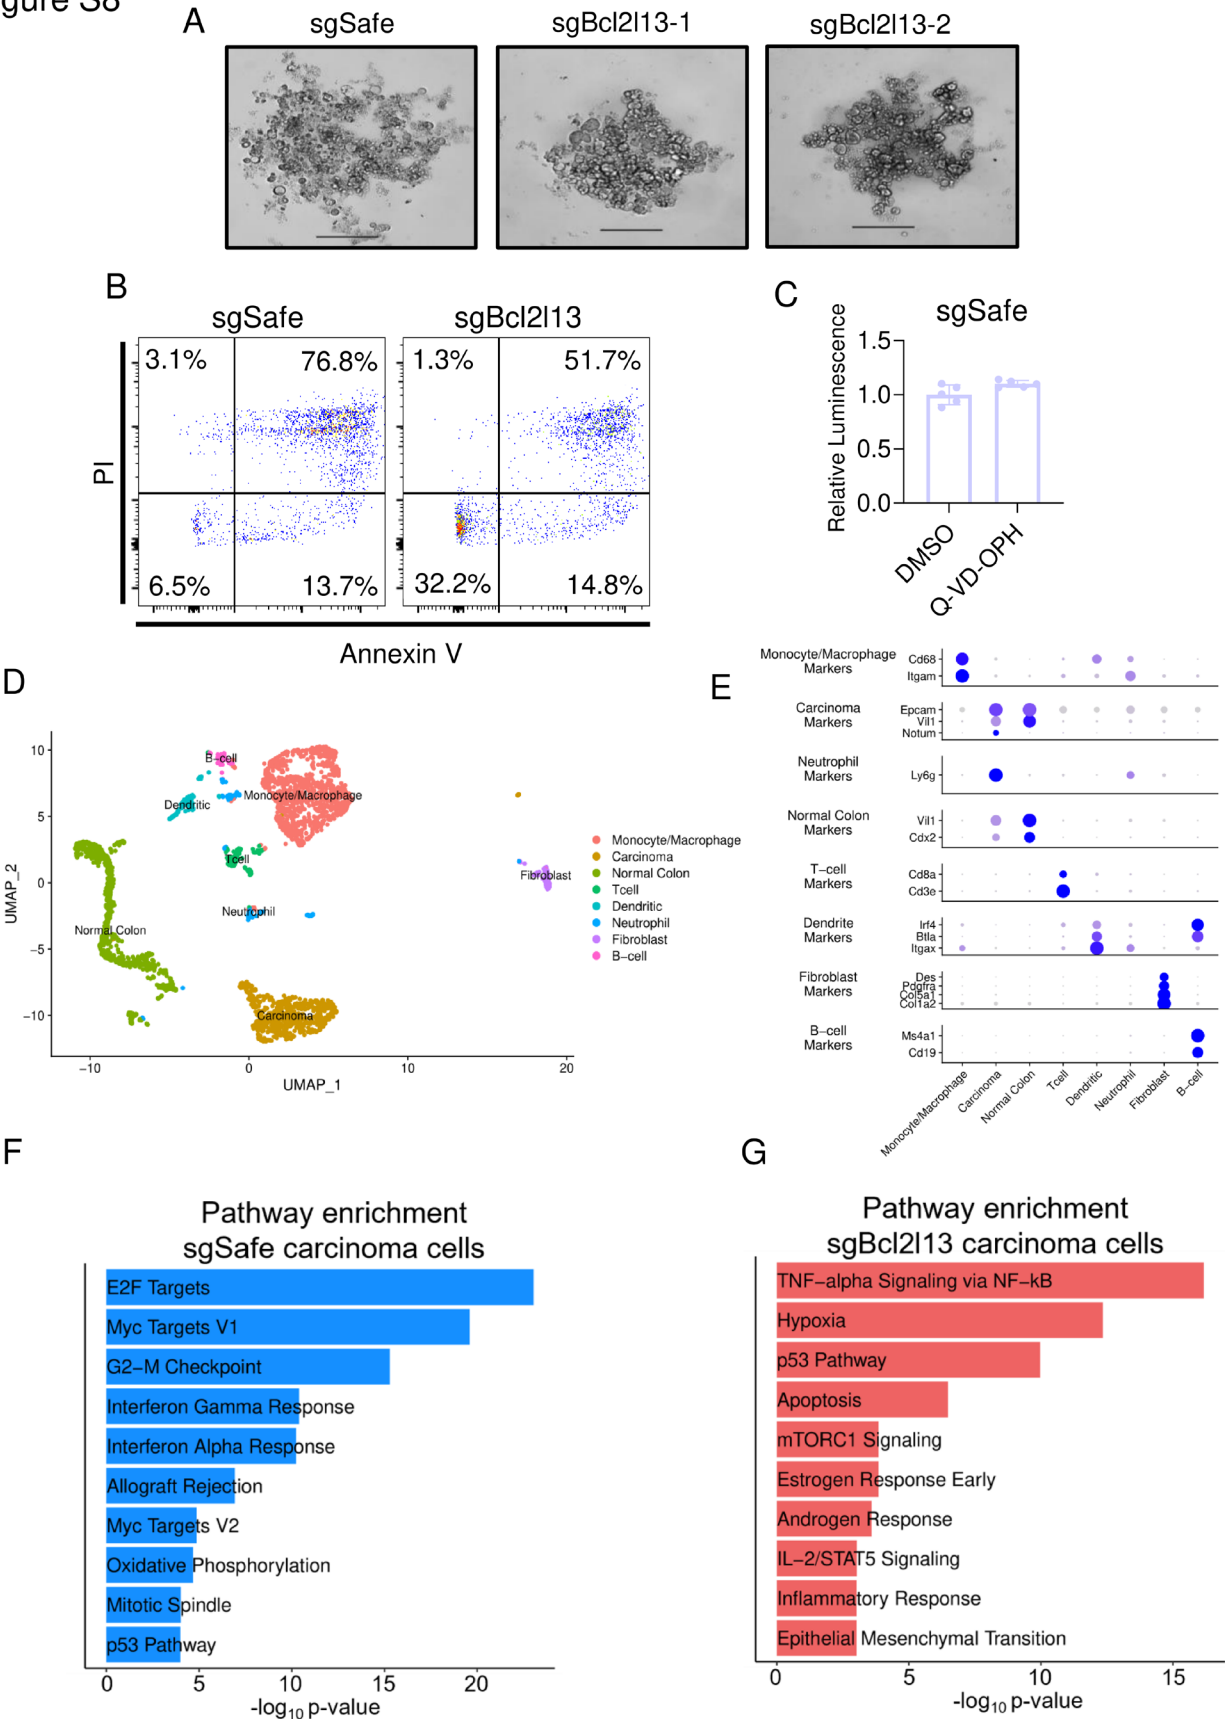 gure S8
A
sgSafe
sgBcl2l13-1
sgBcl2l13-2
B
sgSafe
sgBcl2l13
3.1%
76.8%
1.3%
51.7%
6.5%
13.7%
32.2%
14.8%
PI
Annexin V
C
sgSafe
Relative Luminescence
1.5
1.0
0.5
0.0
DMSO
Q-VD-OPH
D
UMAP_2
10
5
0
−5
−10
B−cell
Dendritic
Monocyte/Macrophage
Tcell
Fibroblast
Neutrophil
Normal Colon
Carcinoma
−10
0
10
20
UMAP_1
Monocyte/Macrophage
Carcinoma
Normal Colon
Tcell
Dendritic
Neutrophil
Fibroblast
B−cell
E
Monocyte/Macrophage
Markers
Cd68
Itgam
Carcinoma
Markers
Epcam
Vil1
Notum
Neutrophil
Markers
Ly6g
Normal Colon
Markers
Vil1
Cdx2
T−cell
Markers
Cd8a
Cd3e
Dendrite
Markers
Irf4
Btla
Itgax
Fibroblast
Markers
Des
Pdgfra
Col5a1
Col1a2
B−cell
Markers
Ms4a1
Cd19
Monocyte/Macrophage
Carcinoma
Normal Colon
Tcell
Dendritic
Neutrophil
Fibroblast
B−cell
F
Pathway enrichment
sgSafe carcinoma cells
E2F Targets
Myc Targets V1
G2−M Checkpoint
Interferon Gamma Response
Interferon Alpha Response
Allograft Rejection
Myc Targets V2
Oxidative Phosphorylation
Mitotic Spindle
p53 Pathway
0
5
10
15
20
-log10 p-value
G
Pathway enrichment
sgBcl2l13 carcinoma cells
TNF−alpha Signaling via NF−kB
Hypoxia
p53 Pathway
Apoptosis
mTORC1 Signaling
Estrogen Response Early
Androgen Response
IL−2/STAT5 Signaling
Inflammatory Response
Epithelial Mesenchymal Transition
0
5
10
15
-log10 p-value